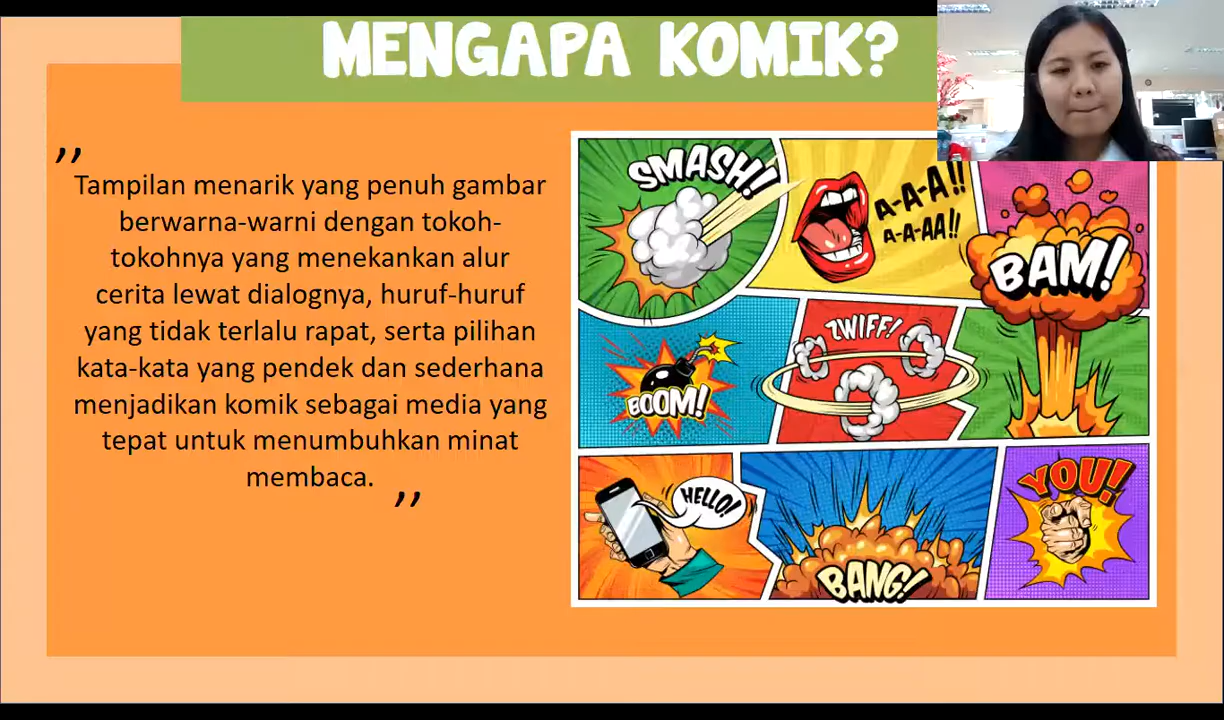 MENGAPA KOMIK?
,,
Tampilan menarik yang penuh gambar
berwarna-warni dengan tokoh-
tokohnya yang menekankan alur
cerita lewat dialognya, huruf-huruf
yang tidak terlalu rapat, serta pilihan
kata-kata yang pendek dan sederhana
menjadikan komik sebagai media yang
tepat untuk menumbuhkan minat
membaca.
,,
SMASH!!
A-A-A!!
A-A-AA!!
BAM!
BOOM!
ZWIFF!
HELLO!
BANG!
YOU!